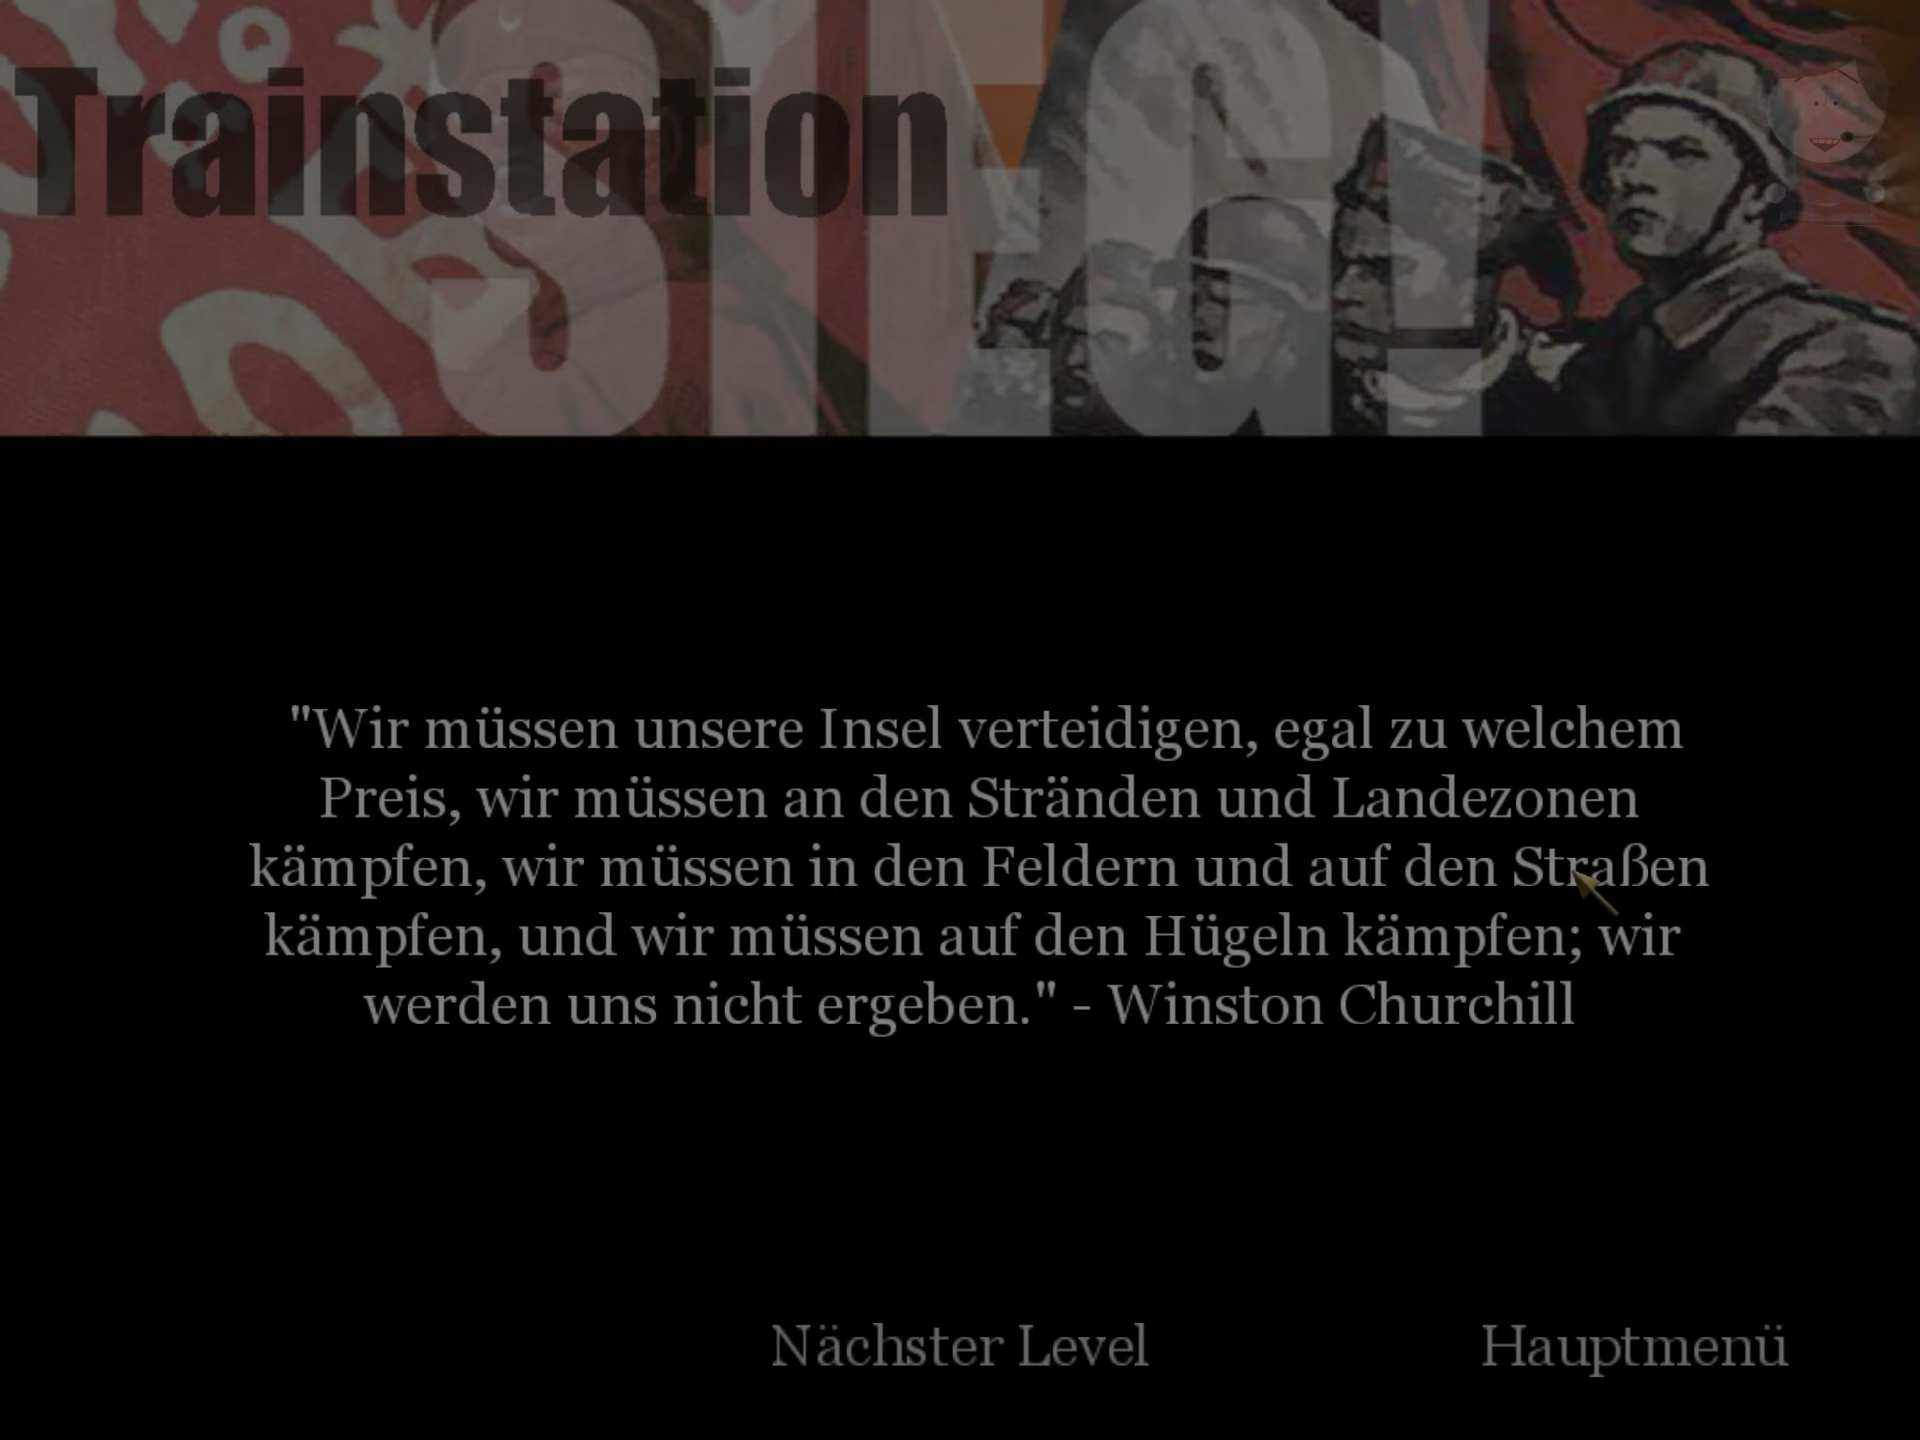 SIEG!
Trainstation
"Wir müssen unsere Insel verteidigen, egal zu welchem
Preis, wir müssen an den Stränden und Landezonen
kämpfen, wir müssen in den Feldern und auf den Straßen
kämpfen, und wir müssen auf den Hügeln kämpfen; wir
werden uns nicht ergeben." - Winston Churchill
Nächster Level
Hauptmenü